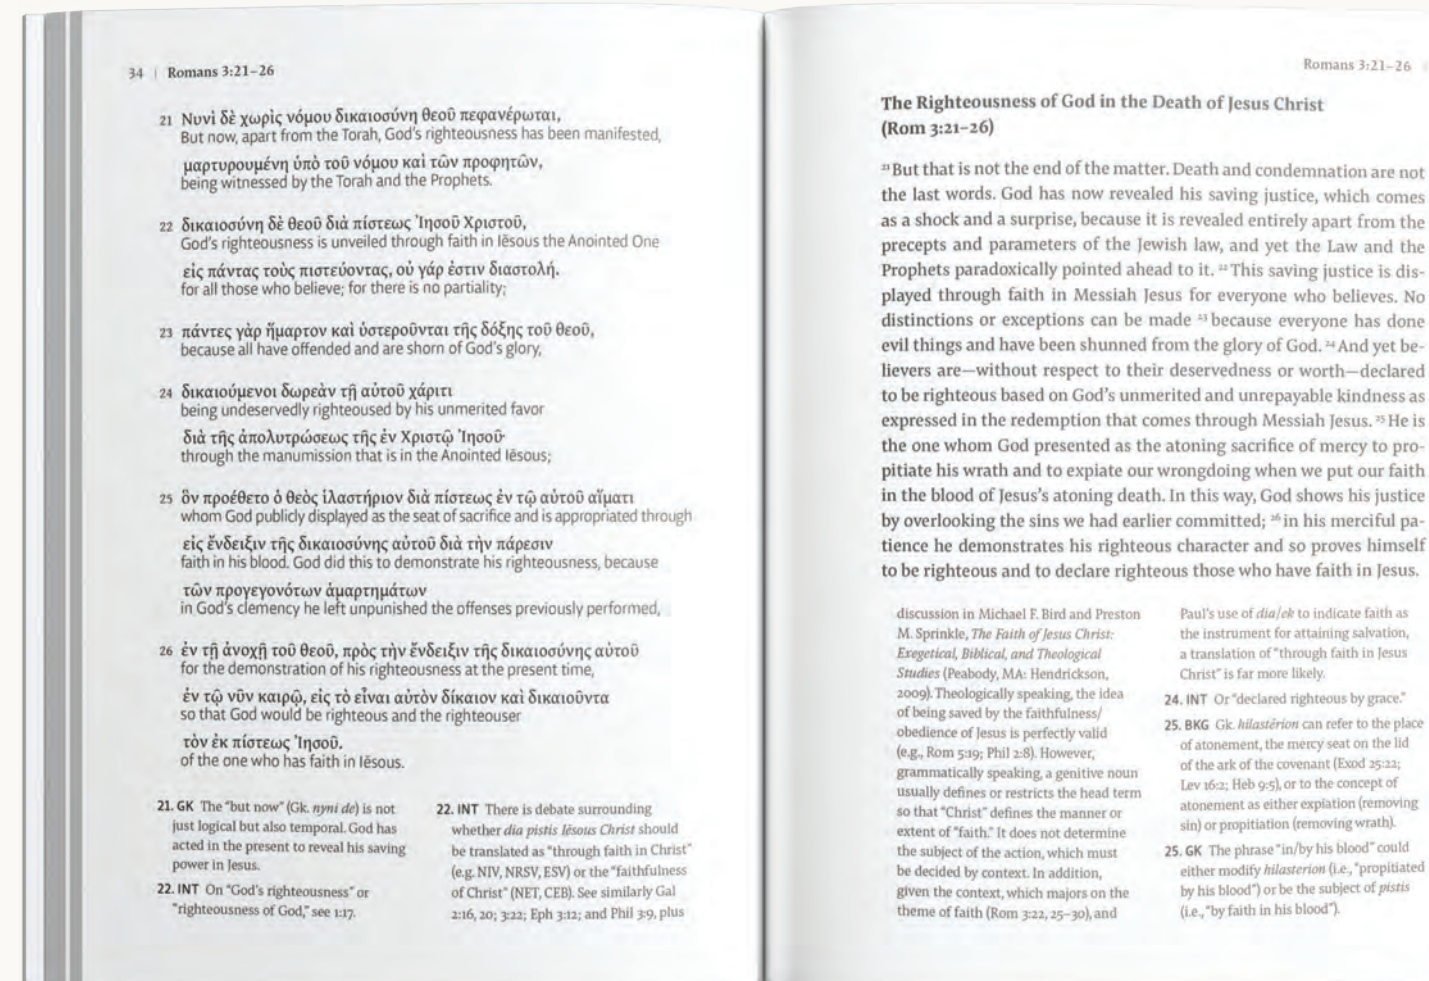 34 | Romans 3:21–26
21 Νυνὶ δὲ χωρὶς νόμου δικαιοσύνη θεοῦ πεφανέρωται,
But now, apart from the Torah, God's righteousness has been manifested,
μαρτυρουμένη ὑπὸ τοῦ νόμου καὶ τῶν προφητῶν,
being witnessed by the Torah and the Prophets.
22 δικαιοσύνη δὲ θεοῦ διὰ πίστεως Ἰησοῦ Χριστοῦ,
God's righteousness is unveiled through faith in Iēsous the Anointed One
εἰς πάντας τοὺς πιστεύοντας, οὐ γάρ ἐστιν διαστολή.
for all those who believe; for there is no partiality;
23 πάντες γὰρ ἥμαρτον καὶ ὑστεροῦνται τῆς δόξης τοῦ θεοῦ,
because all have offended and are shorn of God's glory,
24 δικαιούμενοι δωρεὰν τῇ αὐτοῦ χάριτι
being undeservedly righteoused by his unmerited favor
διὰ τῆς ἀπολυτρώσεως τῆς ἐν Χριστῷ Ἰησοῦ·
through the manumission that is in the Anointed Iēsous;
25 ὃν προέθετο ὁ θεὸς ἱλαστήριον διὰ πίστεως ἐν τῷ αὐτοῦ αἵματι
whom God publicly displayed as the seat of sacrifice and is appropriated through
εἰς ἔνδειξιν τῆς δικαιοσύνης αὐτοῦ διὰ τὴν πάρεσιν
faith in his blood. God did this to demonstrate his righteousness, because
τῶν προγεγονότων ἁμαρτημάτων
in God's clemency he left unpunished the offenses previously performed,
26 ἐν τῇ ἀνοχῇ τοῦ θεοῦ, πρὸς τὴν ἔνδειξιν τῆς δικαιοσύνης αὐτοῦ
for the demonstration of his righteousness at the present time,
ἐν τῷ νῦν καιρῷ, εἰς τὸ εἶναι αὐτὸν δίκαιον καὶ δικαιοῦντα
so that God would be righteous and the righteouser
τὸν ἐκ πίστεως Ἰησοῦ.
of the one who has faith in Iēsous.
21. GK The "but now" (Gk. nyni de) is not
just logical but also temporal. God has
acted in the present to reveal his saving
power in Jesus.
22. INT On "God's righteousness" or
"righteousness of God," see 1:17.
22. INT There is debate surrounding
whether dia pistis Iēsous Christ should
be translated as "through faith in Christ"
(e.g. NIV, NRSV, ESV) or the "faithfulness
of Christ" (NET, CEB). See similarly Gal
2:16, 20; 3:22; Eph 3:12; and Phil 3:9, plus
Romans 3:21–26
The Righteousness of God in the Death of Jesus Christ
(Rom 3:21–26)
21 But that is not the end of the matter. Death and condemnation are not
the last words. God has now revealed his saving justice, which comes
as a shock and a surprise, because it is revealed entirely apart from the
precepts and parameters of the Jewish law, and yet the Law and the
Prophets paradoxically pointed ahead to it. 22 This saving justice is dis-
played through faith in Messiah Jesus for everyone who believes. No
distinctions or exceptions can be made 23 because everyone has done
evil things and have been shunned from the glory of God. 24 And yet be-
lievers are—without respect to their deservedness or worth—declared
to be righteous based on God's unmerited and unrepayable kindness as
expressed in the redemption that comes through Messiah Jesus. 25 He is
the one whom God presented as the atoning sacrifice of mercy to pro-
pitiate his wrath and to expiate our wrongdoing when we put our faith
in the blood of Jesus's atoning death. In this way, God shows his justice
by overlooking the sins we had earlier committed; 26 in his merciful pa-
tience he demonstrates his righteous character and so proves himself
to be righteous and to declare righteous those who have faith in Jesus.
discussion in Michael F. Bird and Preston
M. Sprinkle, The Faith of Jesus Christ:
Exegetical, Biblical, and Theological
Studies (Peabody, MA: Hendrickson,
2009). Theologically speaking, the idea
of being saved by the faithfulness/
obedience of Jesus is perfectly valid
(e.g., Rom 5:19; Phil 2:8). However,
grammatically speaking, a genitive noun
usually defines or restricts the head term
so that "Christ" defines the manner or
extent of "faith." It does not determine
the subject of the action, which must
be decided by context. In addition,
given the context, which majors on the
theme of faith (Rom 3:22, 25–30), and
Paul's use of dia/ek to indicate faith as
the instrument for attaining salvation,
a translation of "through faith in Jesus
Christ" is far more likely.
24. INT Or "declared righteous by grace."
25. BKG Gk. hilastērion can refer to the place
of atonement, the mercy seat on the lid
of the ark of the covenant (Exod 25:22;
Lev 16:2; Heb 9:5), or to the concept of
atonement as either expiation (removing
sin) or propitiation (removing wrath).
25. GK The phrase "in/by his blood" could
either modify hilasterion (i.e., "propitiated
by his blood") or be the subject of pistis
(i.e., "by faith in his blood").